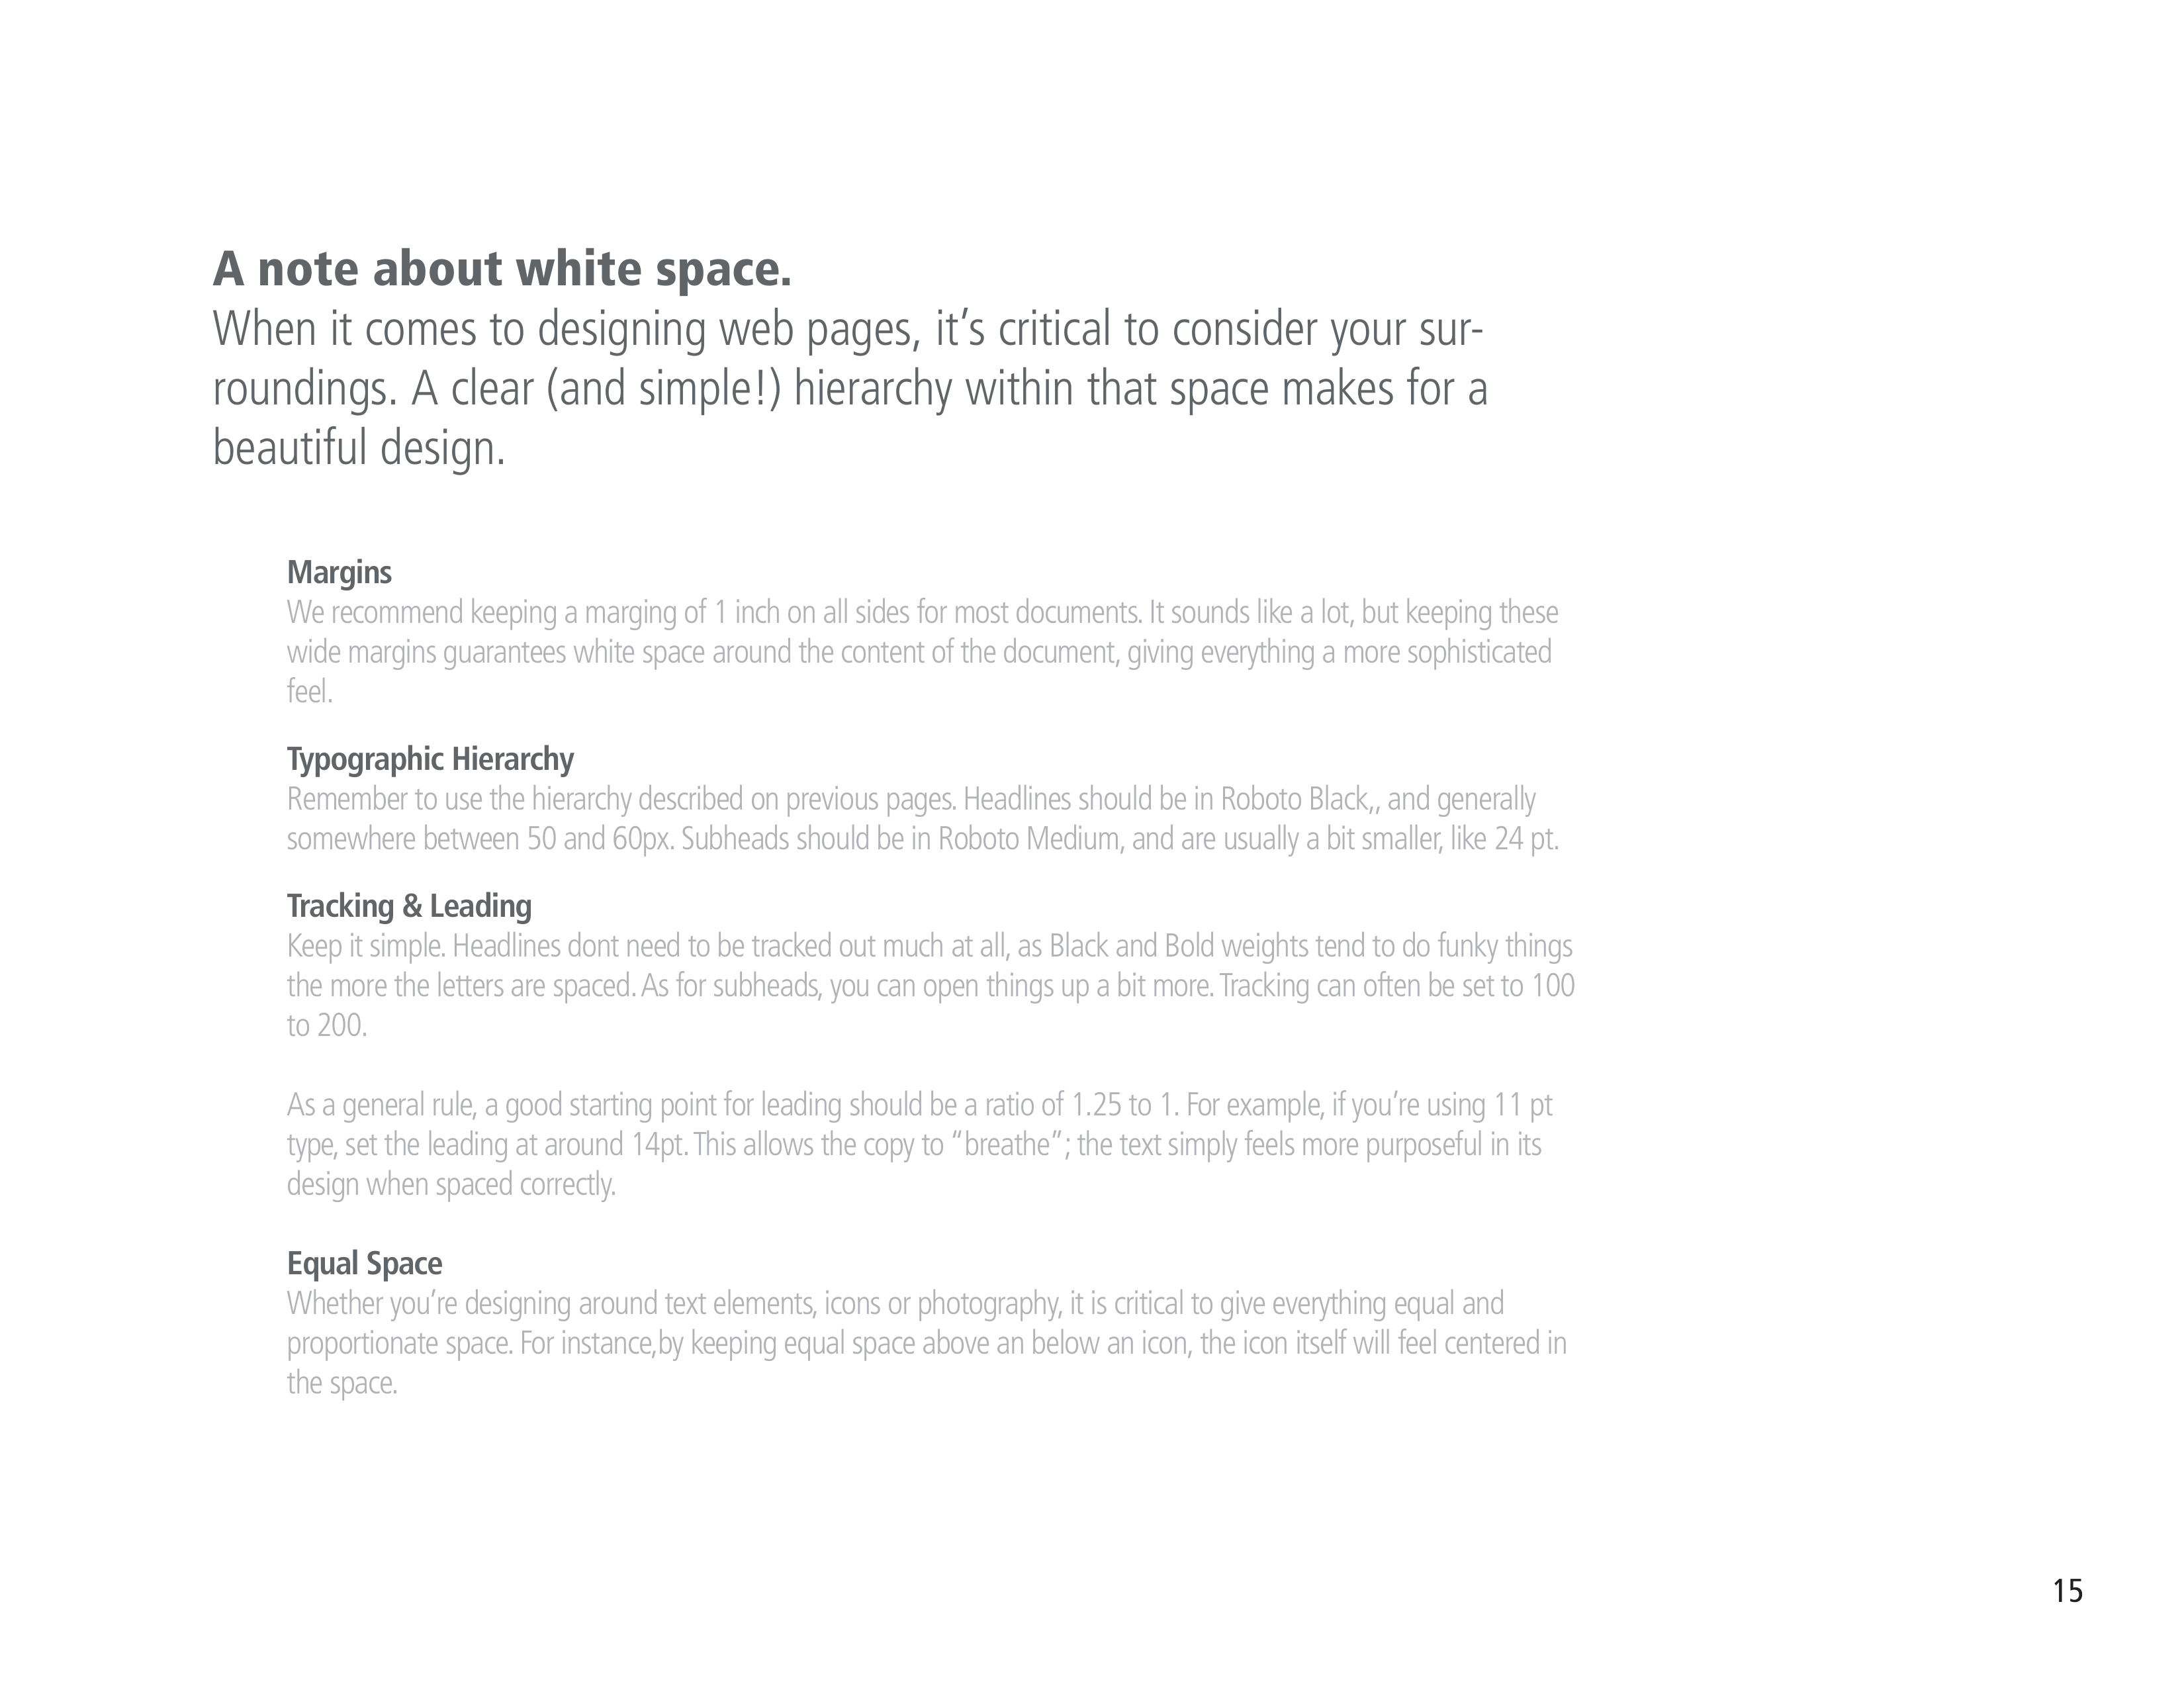 A note about white space.
When it comes to designing web pages, it’s critical to consider your sur-
roundings. A clear (and simple!) hierarchy within that space makes for a
beautiful design.
Margins
We recommend keeping a marging of 1 inch on all sides for most documents. It sounds like a lot, but keeping these
wide margins guarantees white space around the content of the document, giving everything a more sophisticated
feel.
Typographic Hierarchy
Remember to use the hierarchy described on previous pages. Headlines should be in Roboto Black,, and generally
somewhere between 50 and 60px. Subheads should be in Roboto Medium, and are usually a bit smaller, like 24 pt.
Tracking & Leading
Keep it simple. Headlines dont need to be tracked out much at all, as Black and Bold weights tend to do funky things
the more the letters are spaced. As for subheads, you can open things up a bit more. Tracking can often be set to 100
to 200.
As a general rule, a good starting point for leading should be a ratio of 1.25 to 1. For example, if you’re using 11 pt
type, set the leading at around 14pt. This allows the copy to “breathe”; the text simply feels more purposeful in its
design when spaced correctly.
Equal Space
Whether you’re designing around text elements, icons or photography, it is critical to give everything equal and
proportionate space. For instance,by keeping equal space above an below an icon, the icon itself will feel centered in
the space.
15